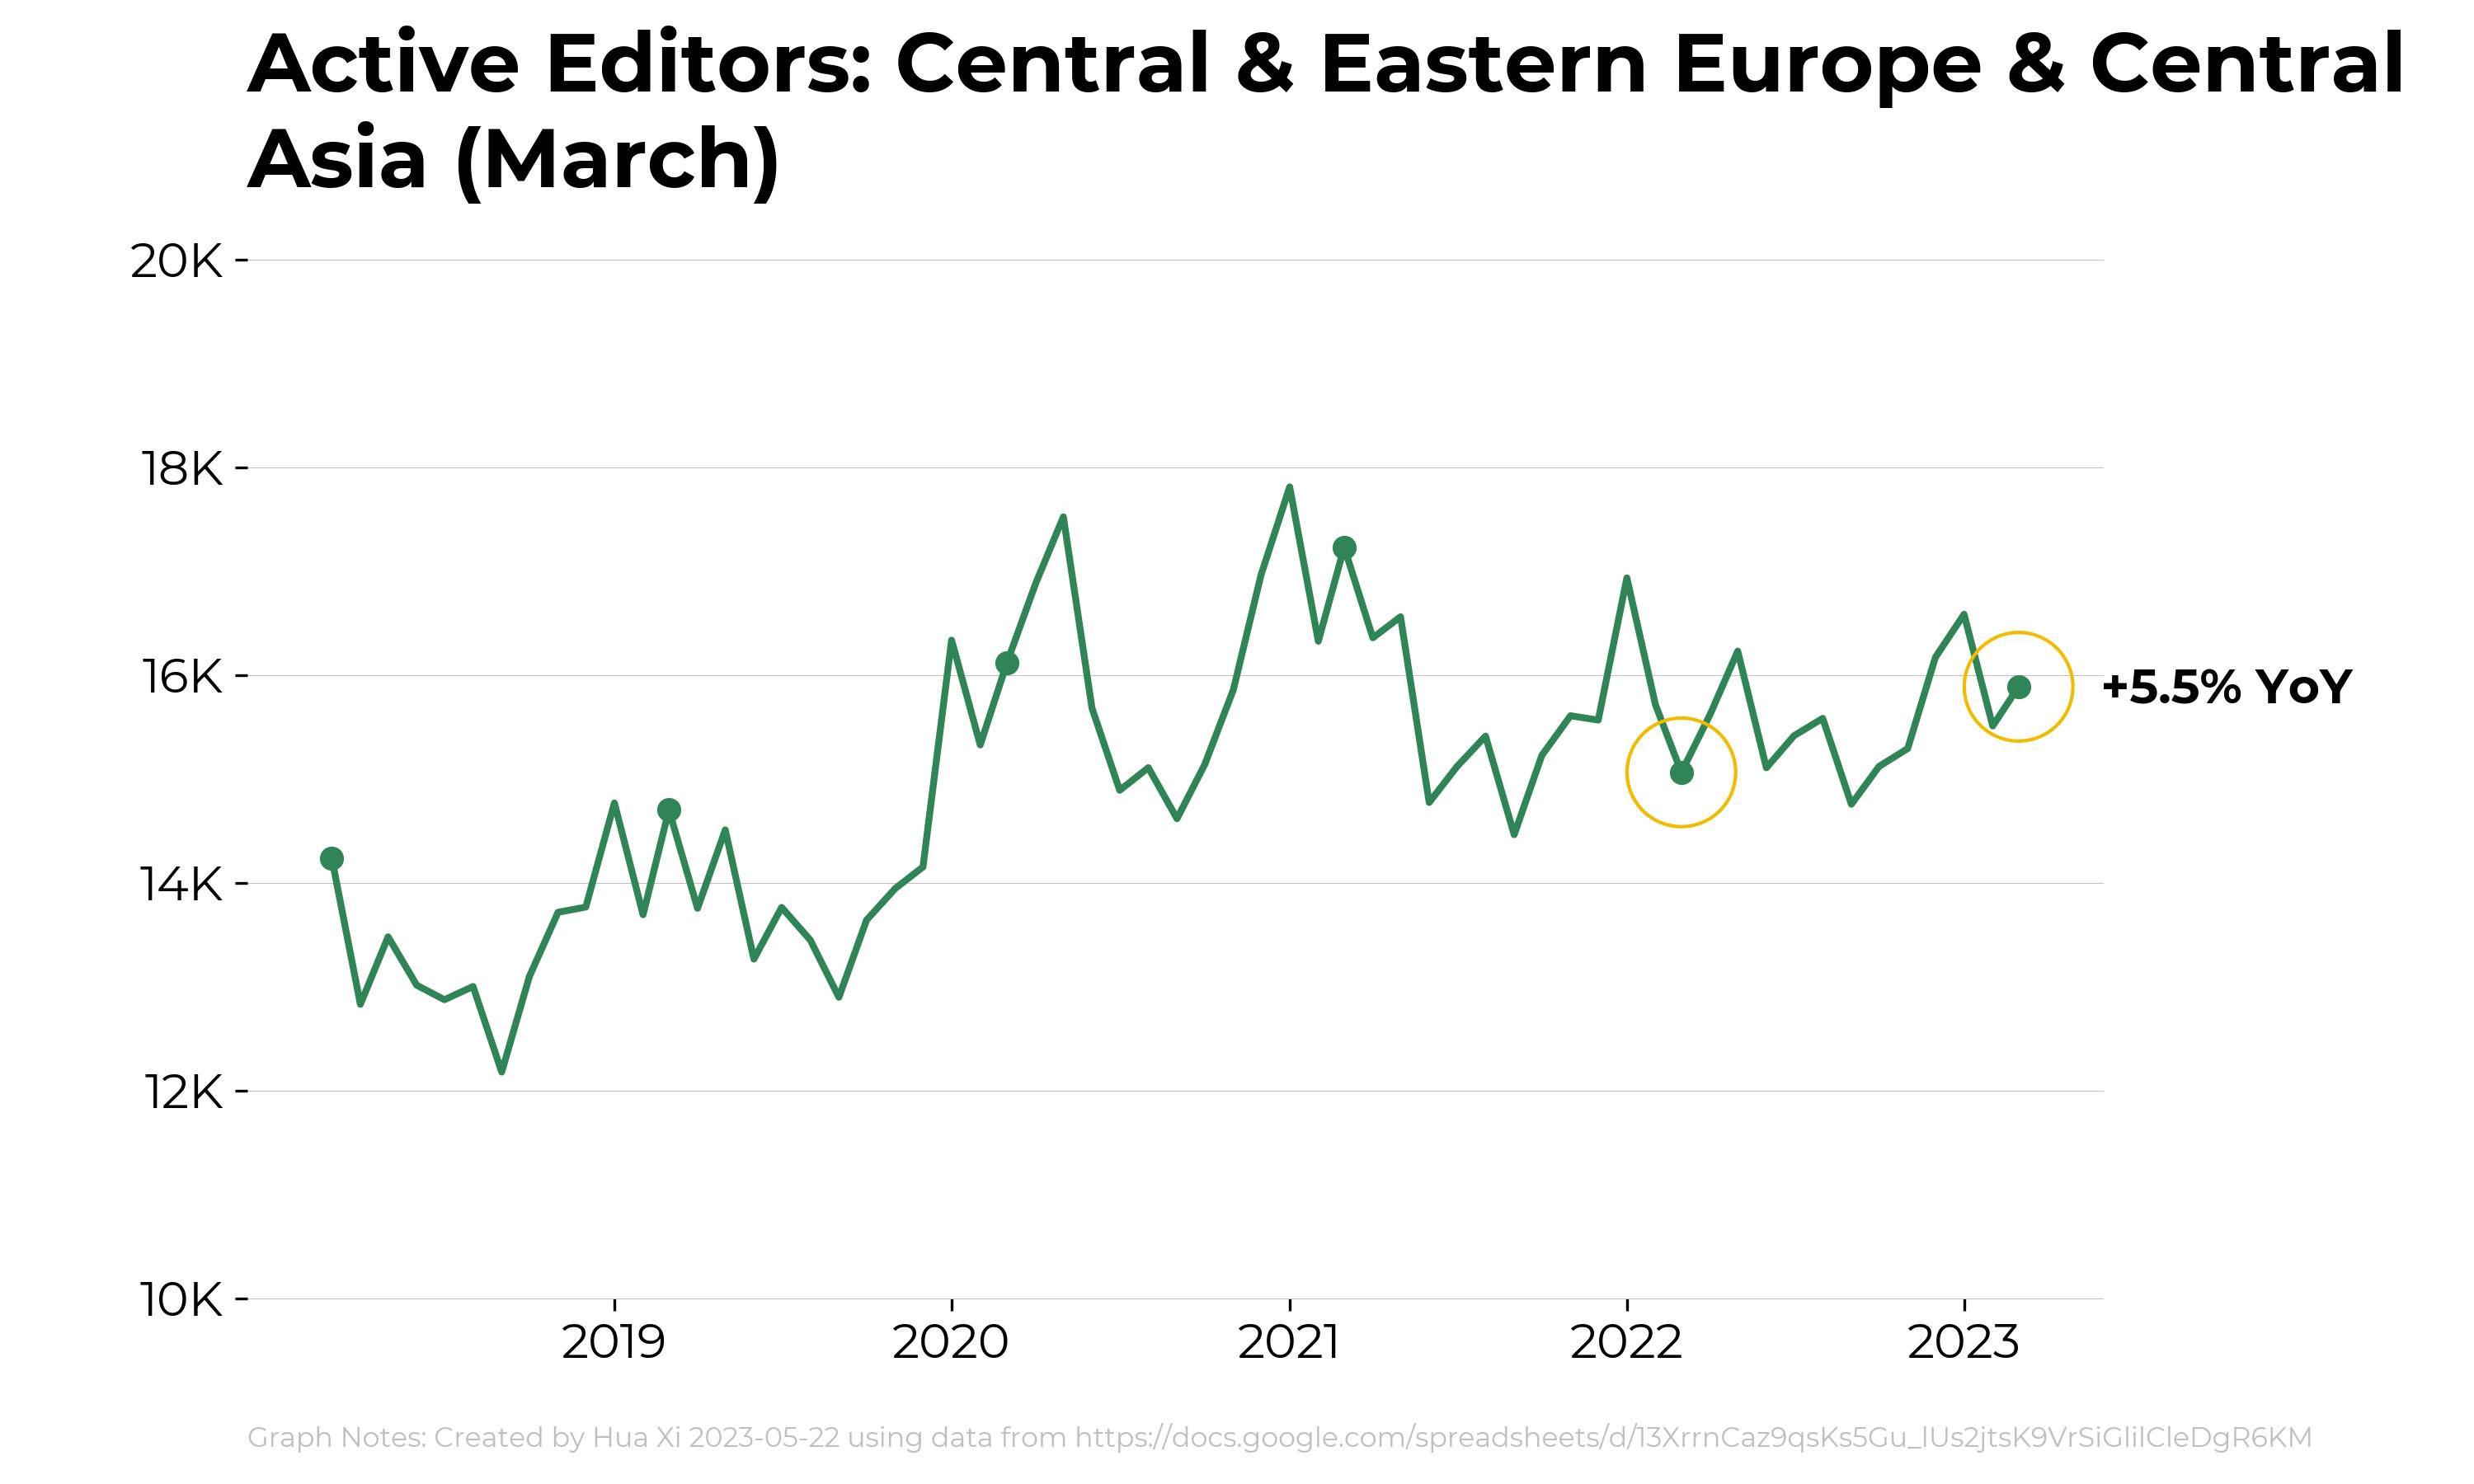 Active Editors: Central & Eastern Europe & Central
Asia (March)
20K
18K
16K
14K
12K
10K
+5.5% YoY
2019
2020
2021
2022
2023
Graph Notes: Created by Hua Xi 2023-05-22 using data from https://docs.google.com/spreadsheets/d/13XrrnCaz9qsKs5Gu_lUs2jtsK9VrSiGlilCleDgR6KM